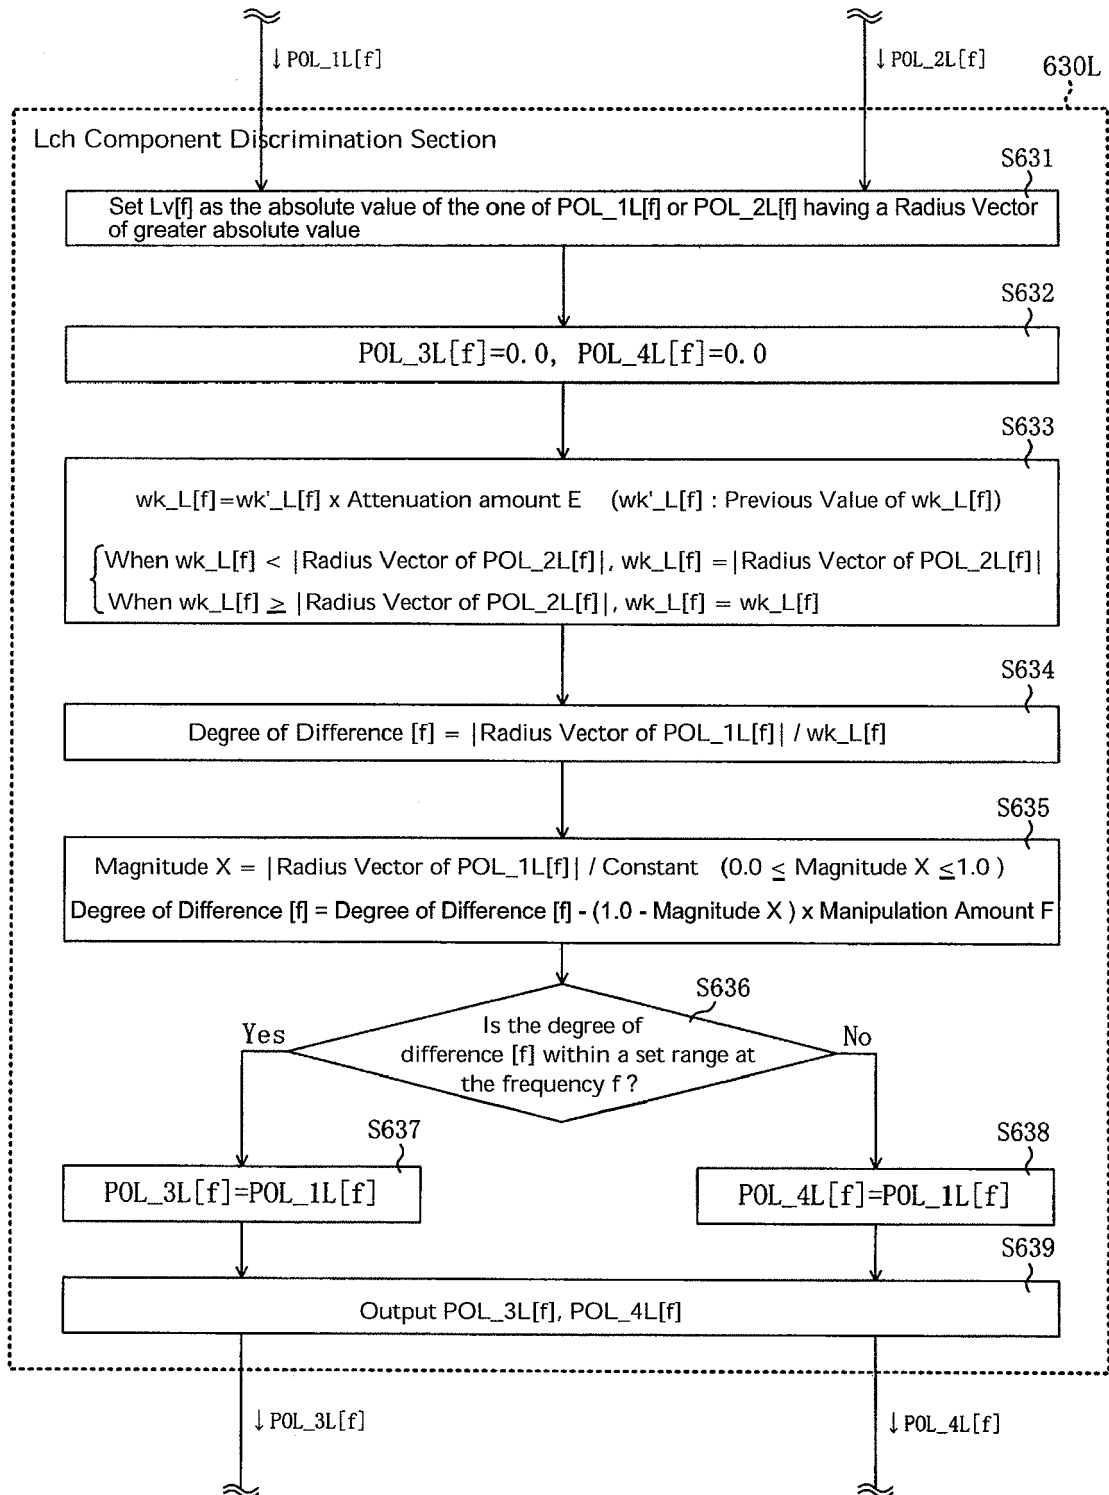 ↓POL_1L[f]
↓POL_2L[f]
630L
Lch Component Discrimination Section
S631
Set Lv[f] as the absolute value of the one of POL_1L[f] or POL_2L[f] having a Radius Vector
of greater absolute value
S632
POL_3L[f]=0.0, POL_4L[f]=0.0
S633
wk_L[f]=wk'_L[f] x Attenuation amount E (wk'_L[f] : Previous Value of wk_L[f])
When wk_L[f] < |Radius Vector of POL_2L[f]|, wk_L[f] =|Radius Vector of POL_2L[f]|
When wk_L[f] ≥ |Radius Vector of POL_2L[f]|, wk_L[f] = wk_L[f]
S634
Degree of Difference [f] = |Radius Vector of POL_1L[f]| / wk_L[f]
S635
Magnitude X = |Radius Vector of POL_1L[f]| / Constant (0.0 ≤ Magnitude X ≤1.0 )
Degree of Difference [f] = Degree of Difference [f] - (1.0 - Magnitude X ) x Manipulation Amount F
S636
Yes
Is the degree of
difference [f] within a set range at
the frequency f ?
No
S637
S638
POL_3L[f]=POL_1L[f]
POL_4L[f]=POL_1L[f]
S639
Output POL_3L[f], POL_4L[f]
↓POL_3L[f]
↓POL_4L[f]